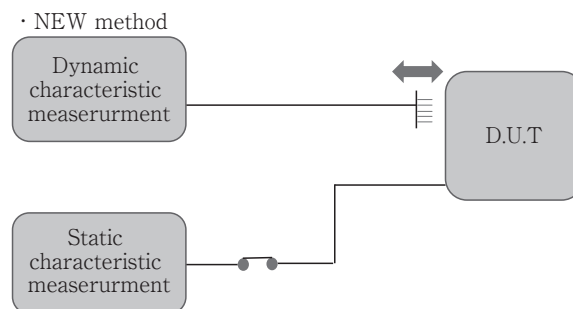 ・NEW method
Dynamic
characteristic
measerurment
D.U.T
Static
characteristic
measerurment